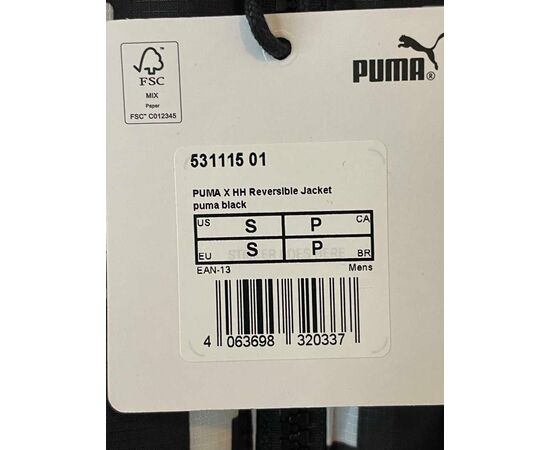 FSC
MIX
Paper
FSC™ C012345
PUMA®
531115 01
PUMA X HH Reversible Jacket
puma black
US S P CA
EU S P BR
EAN-13 Mens
4 063698 320337